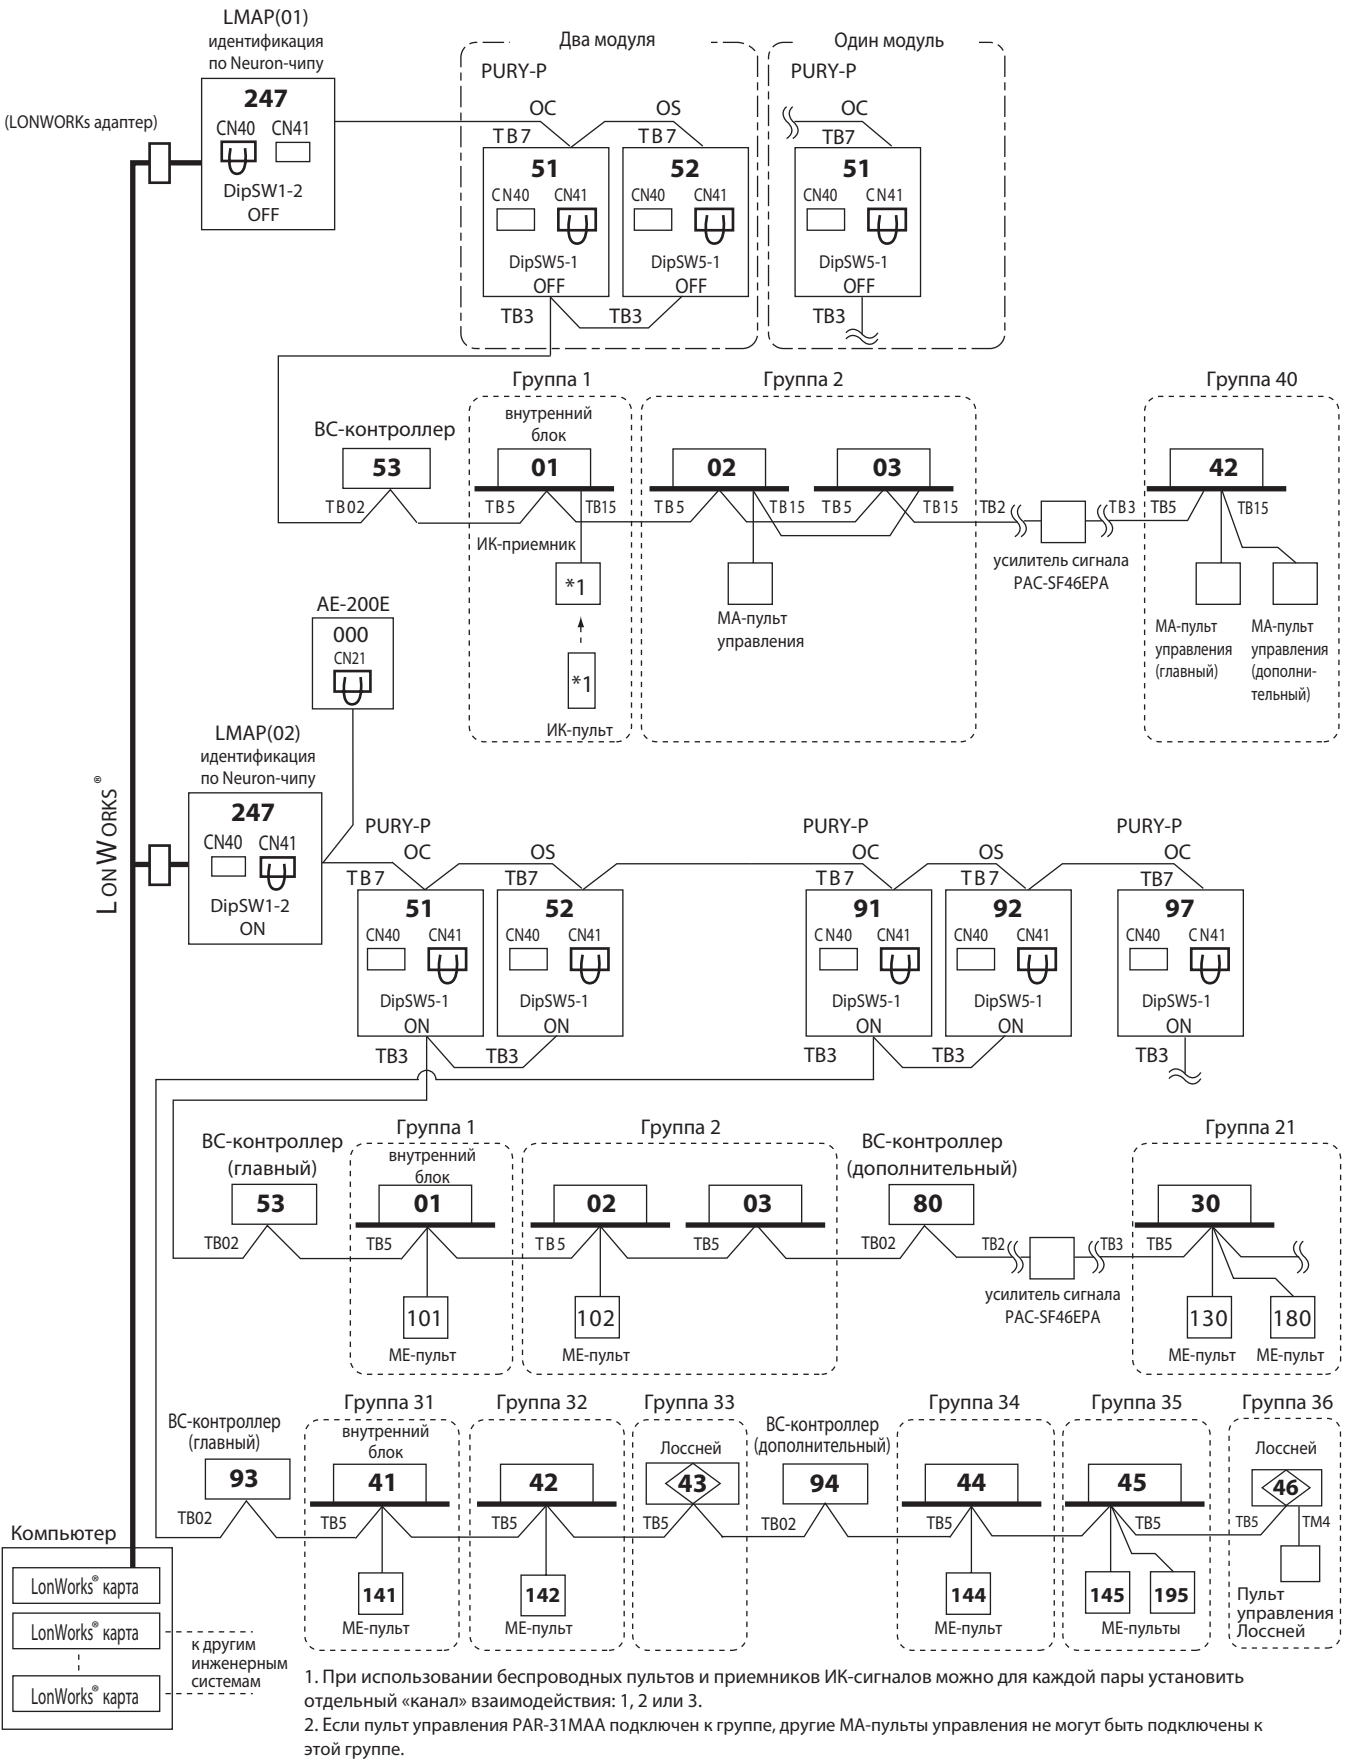 LMAP(01)
идентификация
по Neuron-чипу
247
CN40 CN41
DipSW1-2
OFF
(LONWORKs адаптер)
Два модуля
PURY-P
OC OS
TB7 TB7
51 52
CN40 CN41 CN40 CN41
DipSW5-1 DipSW5-1
OFF OFF
TB3 TB3
Один модуль
PURY-P
OC
TB7
51
CN40 CN41
DipSW5-1
OFF
TB3
Группа 1 Группа 2 Группа 40
BC-контроллер
53
TB02
внутренний
блок
01
TB5 TB15
ИК-приемник
*1
*1
ИК-пульт
02 03
TB5 TB15 TB5 TB15
МА-пульт
управления
TB2 TB3
усилитель сигнала
PAC-SF46EPA
42
TB5 TB15
МА-пульт
управления
(главный)
МА-пульт
управления
(дополни-
тельный)
AE-200E
000
CN21
LMAP(02)
идентификация
по Neuron-чипу
247
CN40 CN41
DipSW1-2
ON
LONWORKS®
PURY-P PURY-P PURY-P
OC OS OC OS OC
TB7 TB7 TB7 TB7 TB7
51 52 91 92 97
CN40 CN41 CN40 CN41 CN40 CN41 CN40 CN41 CN40 CN41
DipSW5-1 DipSW5-1 DipSW5-1 DipSW5-1 DipSW5-1
ON ON ON ON ON
TB3 TB3 TB3 TB3 TB3
BC-контроллер
(главный)
53
TB02
Группа 1
внутренний
блок
01
TB5
101
МЕ-пульт
Группа 2
02 03
TB5 TB5
102
МЕ-пульт
BC-контроллер
(дополнительный)
80
TB02
TB2 TB3
усилитель сигнала
PAC-SF46EPA
Группа 21
30
TB5
130 180
МЕ-пульт МЕ-пульт
BC-контроллер
(главный)
93
TB02
Группа 31
внутренний
блок
41
TB5
141
МЕ-пульт
Группа 32
42
TB5
142
МЕ-пульт
Группа 33
Лоссней
43
TB5
BC-контроллер
(дополнительный)
94
TB02
Группа 34
44
TB5
144
МЕ-пульт
Группа 35
45
TB5
145 195
МЕ-пульты
Группа 36
Лоссней
46
TB5 TM4
Пульт
управления
Лоссней
Компьютер
LonWorks® карта
LonWorks® карта
LonWorks® карта
к другим
инженерным
системам
1. При использовании беспроводных пультов и приемников ИК-сигналов можно для каждой пары установить
отдельный «канал» взаимодействия: 1, 2 или 3.
2. Если пульт управления PAR-31MAA подключен к группе, другие МА-пульты управления не могут быть подключены к
этой группе.